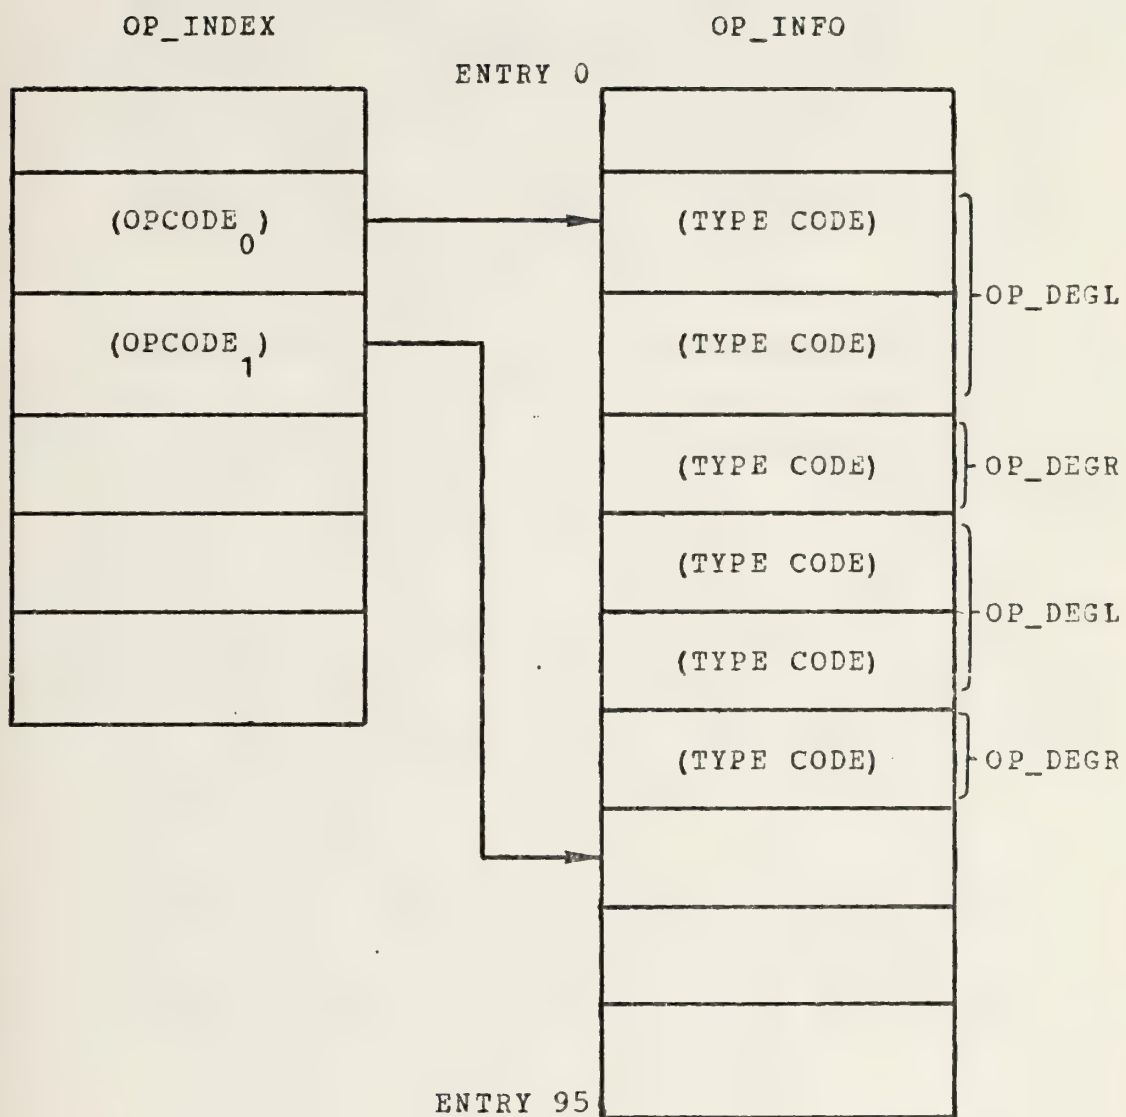 OP_INDEX
OP_INFO
ENTRY 0
(OPCODE0)
(TYPE CODE)
OP_DEGL
(OPCODE1)
(TYPE CODE)
(TYPE CODE)
OP_DEGR
(TYPE CODE)
OP_DEGL
(TYPE CODE)
(TYPE CODE)
OP_DEGR
ENTRY 95